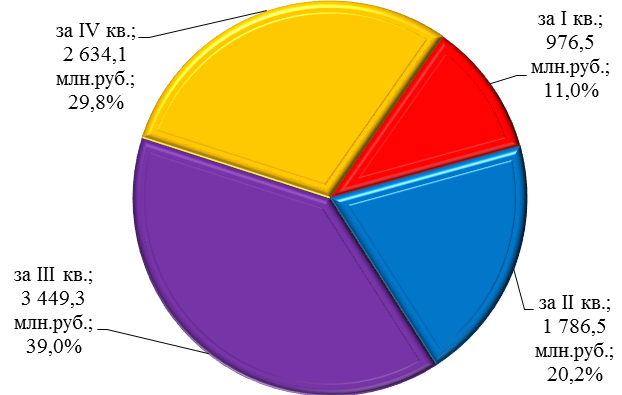 за IV кв.;
2 634,1
млн.руб.;
29,8%
за I кв.;
976,5
млн.руб.;
11,0%
за III кв.;
3 449,3
млн.руб.;
39,0%
за II кв.;
1 786,5
млн.руб.;
20,2%